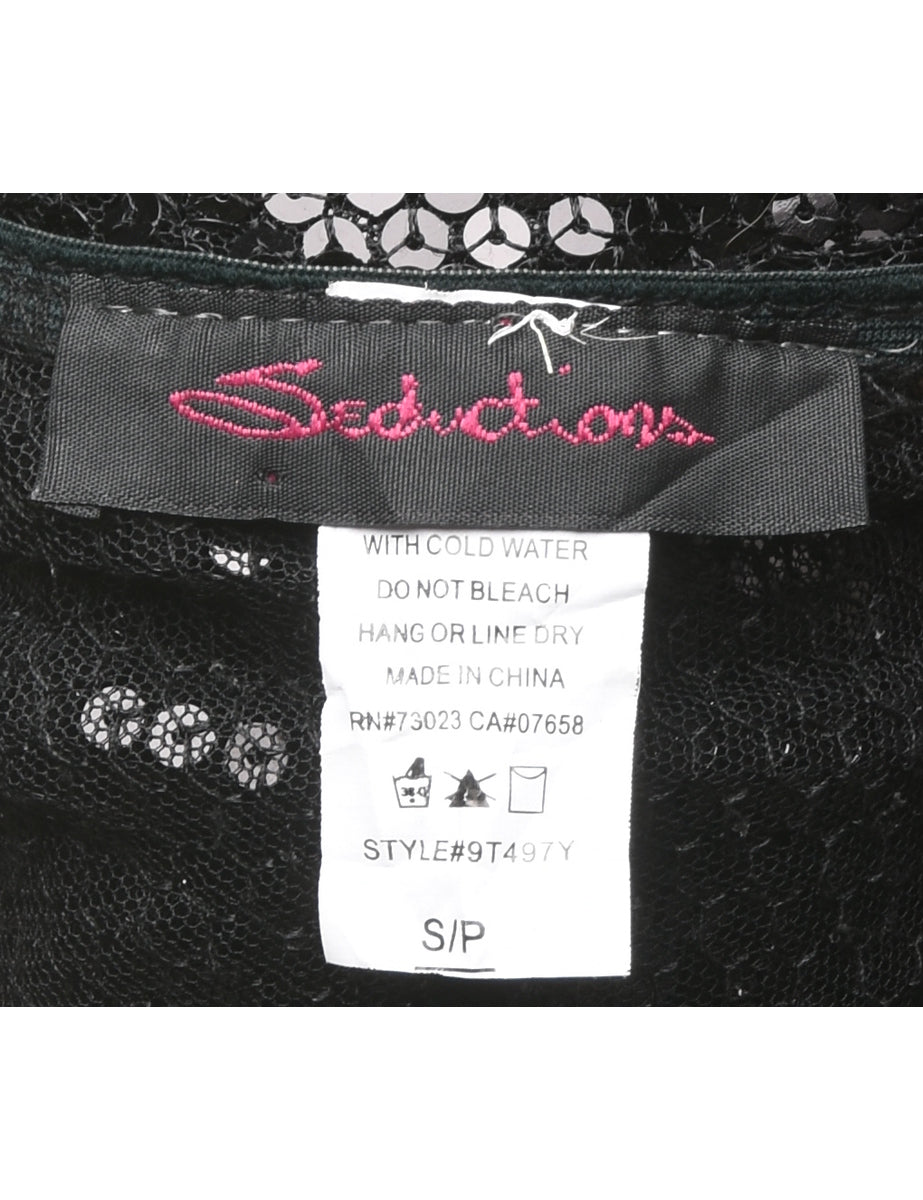 Seductions
WITH COLD WATER
DO NOT BLEACH
HANG OR LINE DRY
MADE IN CHINA
RN#73023 CA#07658
STYLE#9T497Y
S/P